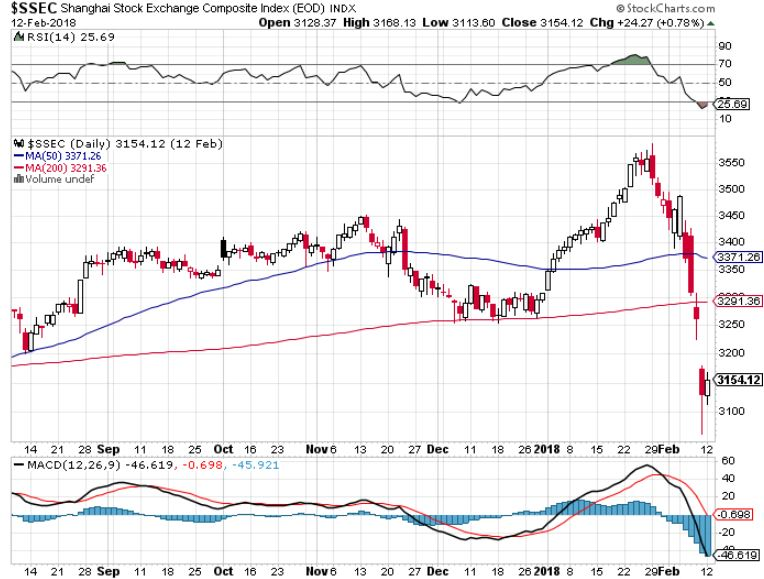 $SSEC Shanghai Stock Exchange Composite Index (EOD) INDX
© StockCharts.com
12-Feb-2018
Open 3128.37 High 3168.13 Low 3113.60 Close 3154.12 Chg +24.27 (+0.78%)
RSI(14) 25.69
90
70
50
30
25.69
10
$SSEC (Daily) 3154.12 (12 Feb)
MA(50) 3371.26
MA(200) 3291.36
Volume undef
3550
3500
3450
3400
3371.26
3350
3300
3291.36
3250
3200
3154.12
3100
14 21 28 Sep 11 18 25 Oct 16 23 Nov 6 13 20 27 Dec 11 18 25 2018 8 15 22 29 Feb 12
MACD(12,26,9) -46.619, -0.698, -45.921
60
40
20
-0.698
-46.619
14 21 28 Sep 11 18 25 Oct 16 23 Nov 6 13 20 27 Dec 11 18 25 2018 8 15 22 29 Feb 12